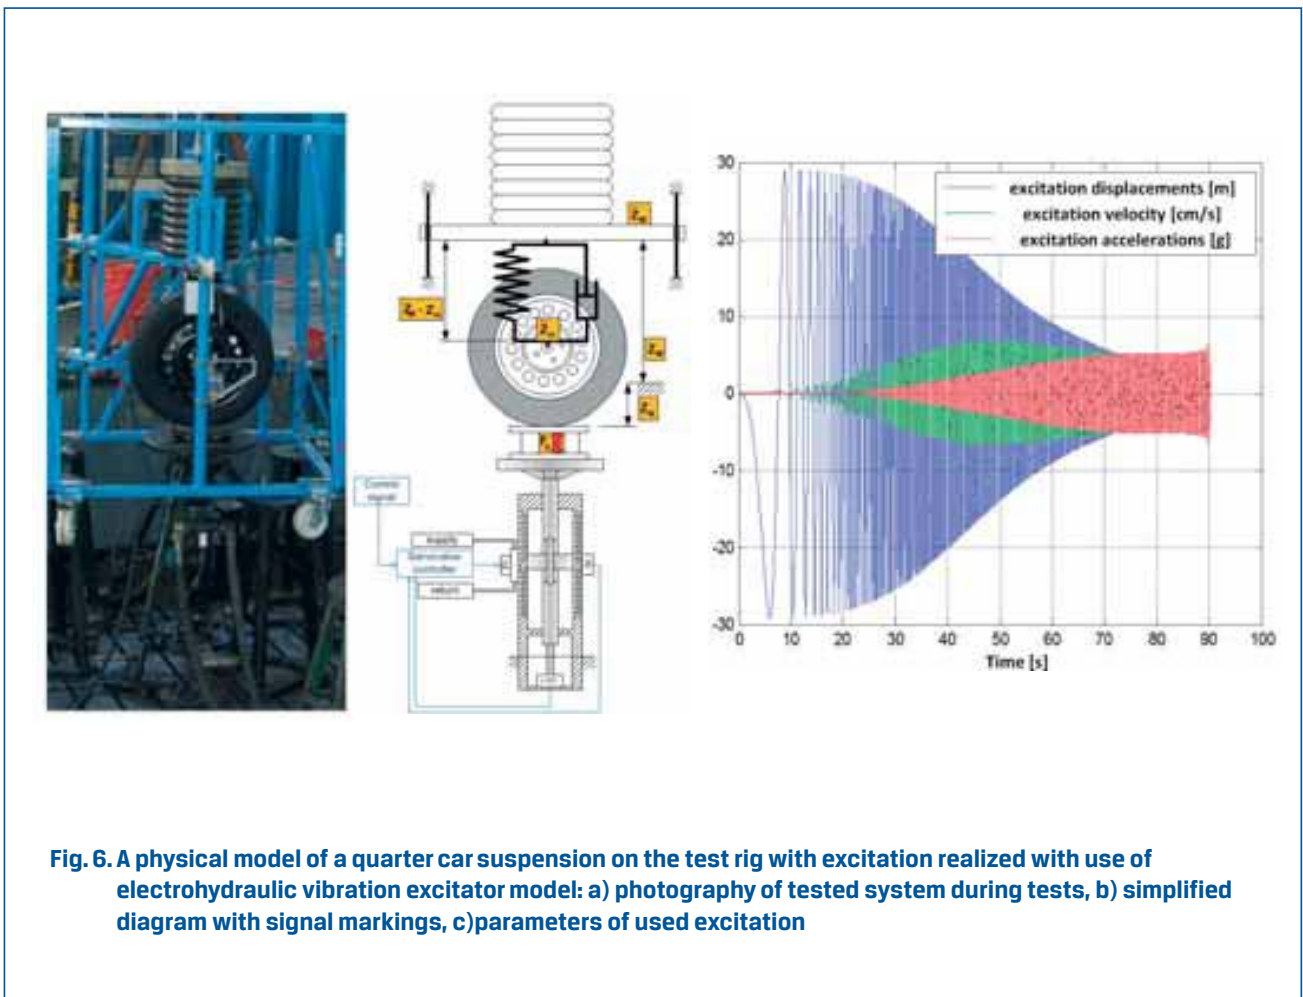 Control
signal
supply
controller
return
30
20
10
0
-10
-20
-30
excitation displacements [m]
excitation velocity [cm/s]
excitation accelerations [g]
0 10 20 30 40 50 60 70 80 90 100
Time [s]
Fig. 6. A physical model of a quarter car suspension on the test rig with excitation realized with use of
electrohydraulic vibration excitator model: a) photography of tested system during tests, b) simplified
diagram with signal markings, c)parameters of used excitation